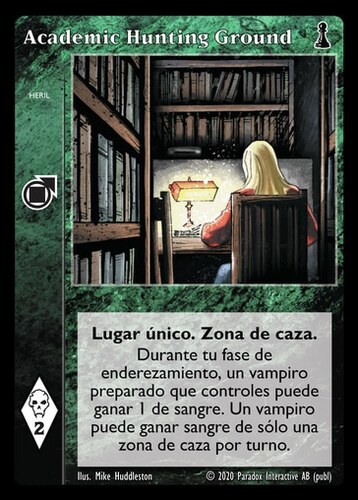 Academic Hunting Ground
HERIL
Lugar único. Zona de caza.
Durante tu fase de
enderezamiento, un vampiro
preparado que controles puede
ganar 1 de sangre. Un vampiro
puede ganar sangre de sólo una
zona de caza por turno.
2
Illus. Mike Huddleston
© 2020 Paradox Interactive AB (publ)